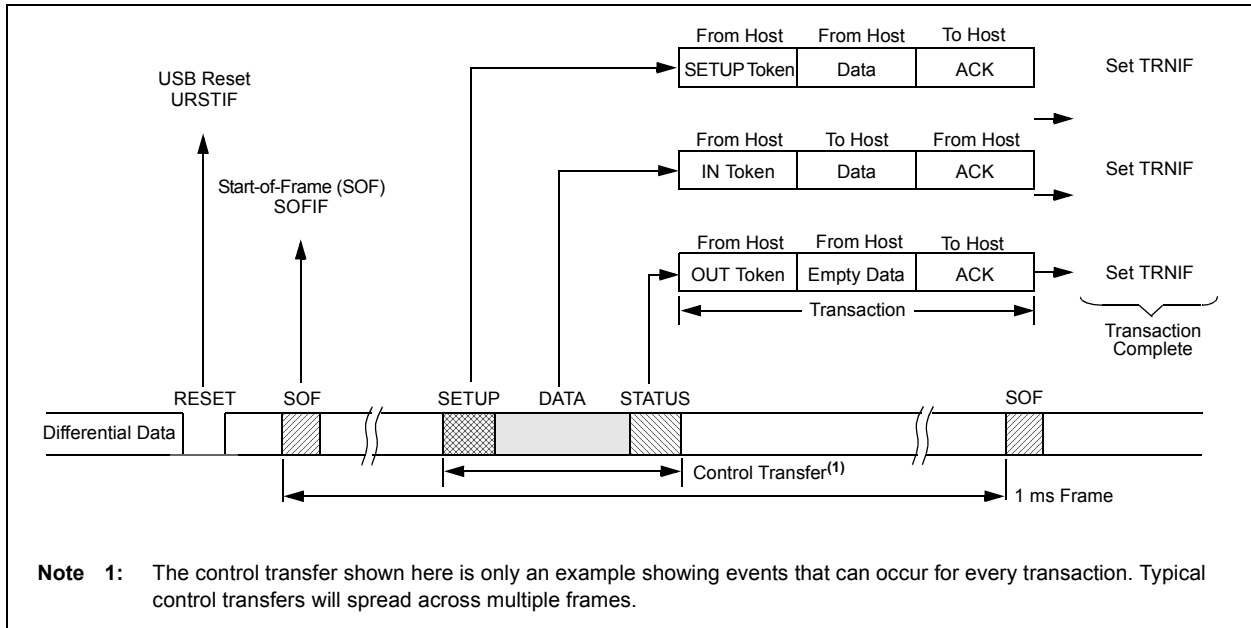 From Host From Host To Host
SETUP Token Data ACK Set TRNIF
USB Reset
URSTIF
From Host To Host From Host
IN Token Data ACK Set TRNIF
Start-of-Frame (SOF)
SOFIF
From Host From Host To Host
OUT Token Empty Data ACK Set TRNIF
Transaction
Transaction
Complete
RESET SOF SETUP DATA STATUS SOF
Differential Data
Control Transfer(1)
1 ms Frame
Note 1: The control transfer shown here is only an example showing events that can occur for every transaction. Typical
control transfers will spread across multiple frames.